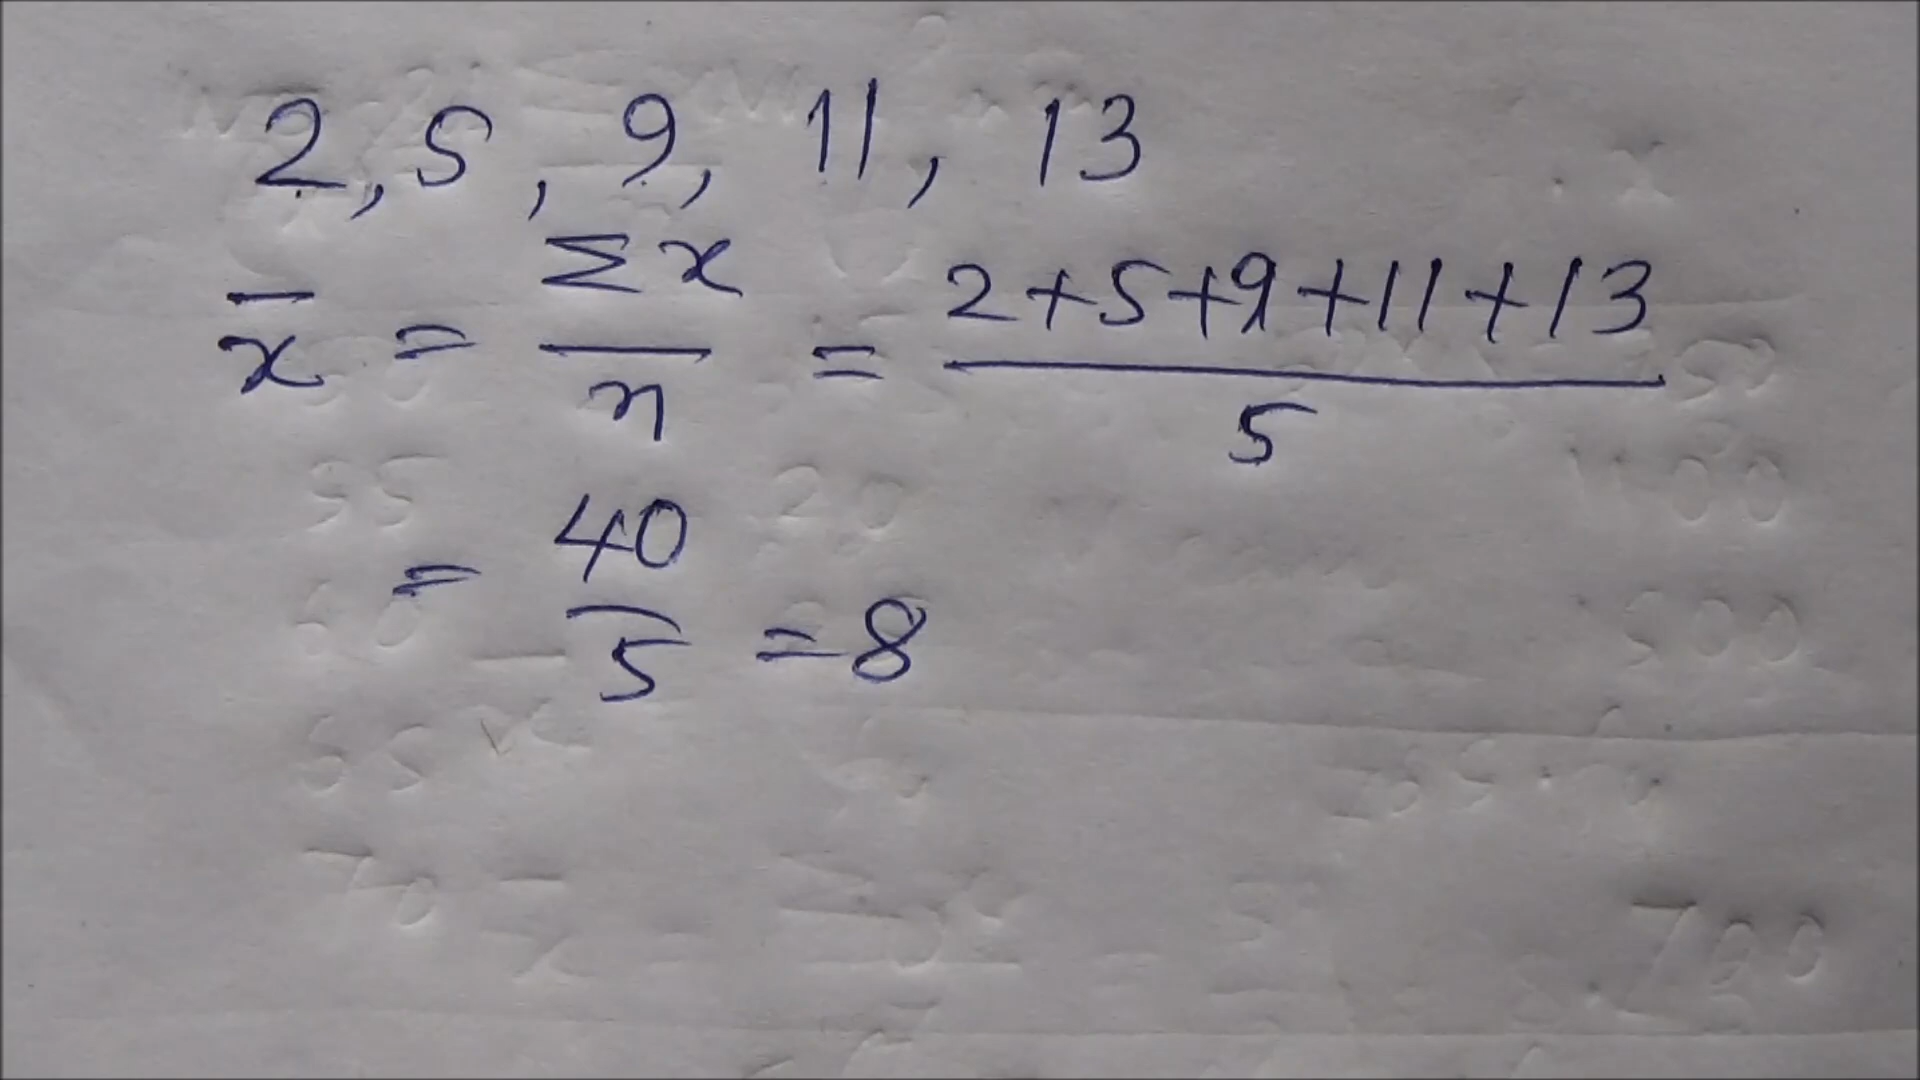 2, 5, 9, 11, 13
x̄ = Σx/n = (2+5+9+11+13)/5
= 40/5 = 8